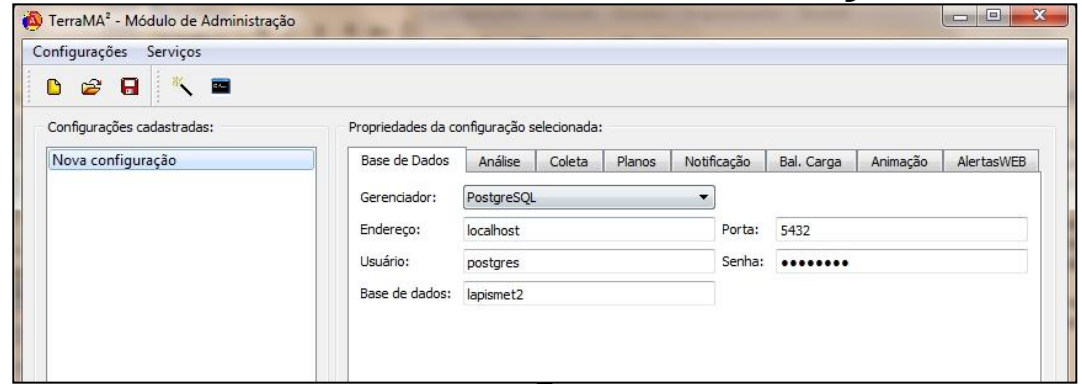 TerraMA² - Módulo de Administração
Configurações Serviços
Configurações cadastradas:
Nova configuração
Propriedades da configuração selecionada:
Base de Dados Análise Coleta Planos Notificação Bal. Carga Animação AlertasWEB
Gerenciador: PostgreSQL
Endereço: localhost Porta: 5432
Usuário: postgres Senha: ●●●●●●●●
Base de dados: lapismet2